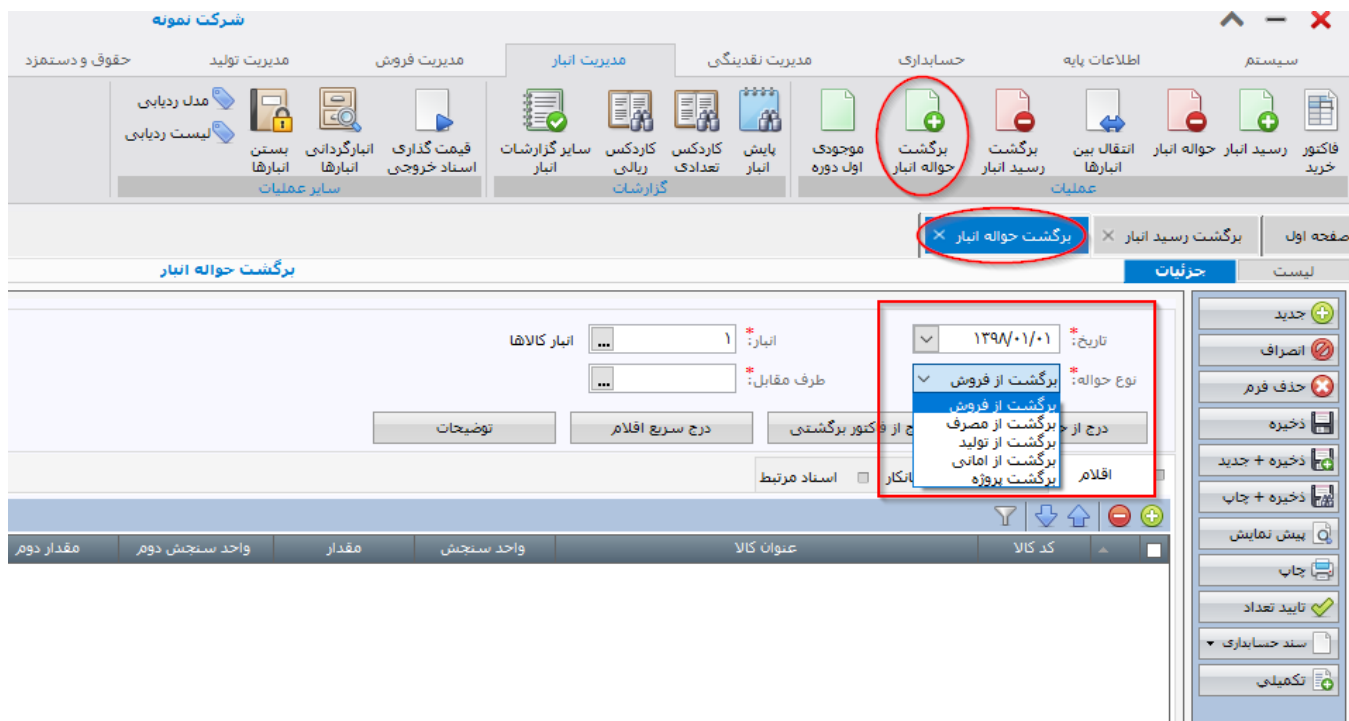 شرکت نمونه
سیستم
اطلاعات پایه
حسابداری
مدیریت نقدینگی
مدیریت انبار
مدیریت فروش
مدیریت تولید
حقوق و دستمزد
فاکتور خرید
رسید انبار
حواله انبار
انتقال بین انبارها
برگشت رسید انبار
برگشت حواله انبار
موجودی اول دوره
عملیات
پایش انبار
کاردکس تعدادی
کاردکس ریالی
سایر گزارشات انبار
گزارشات
قیمت گذاری اسناد خروجی
انبارگردانی انبارها
بستن انبارها
مدل ردیابی
لیست ردیابی
سایر عملیات
صفحه اول
برگشت رسید انبار
برگشت حواله انبار
لیست
جزئیات
برگشت حواله انبار
جدید
انصراف
حذف فرم
ذخیره
ذخیره + جدید
ذخیره + چاپ
پیش نمایش
چاپ
تایید تعداد
سند حسابداری
تکمیلی
تاریخ:* ۱۳۹۸/۰۱/۰۱
انبار:* ۱ ... انبار کالاها
نوع حواله:* برگشت از فروش
طرف مقابل:* ...
برگشت از فروش
برگشت از مصرف
برگشت از تولید
برگشت از امانی
برگشت پروژه
درج از
از فاکتور برگشتی
درج سریع اقلام
توضیحات
اقلام
اسناد مرتبط
کد کالا
عنوان کالا
واحد سنجش
مقدار
واحد سنجش دوم
مقدار دوم